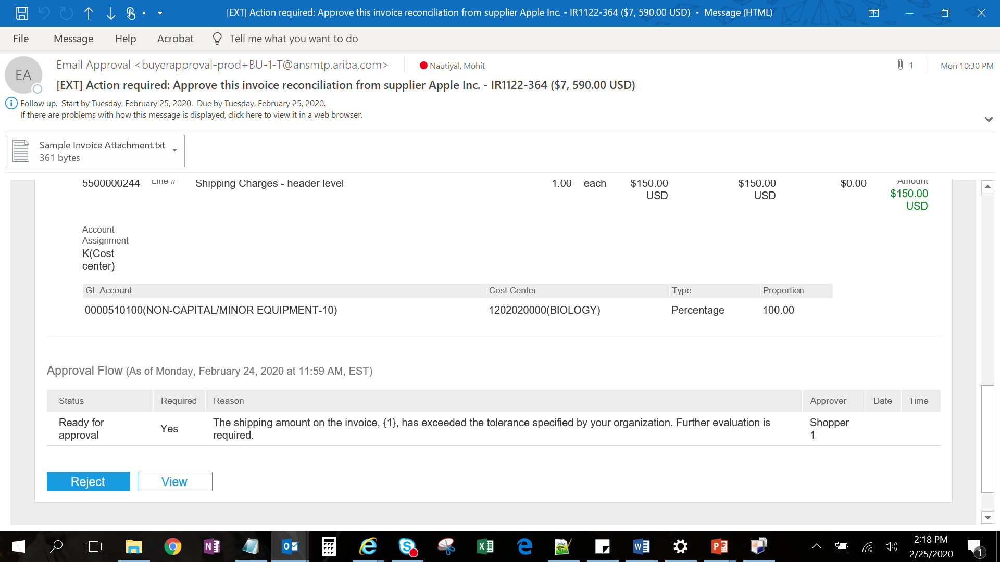 [EXT] Action required: Approve this invoice reconciliation from supplier Apple Inc. - IR1122-364 ($7, 590.00 USD) - Message (HTML)
File Message Help Acrobat Tell me what you want to do
EA
Email Approval <buyerapproval-prod+BU-1-T@ansmtp.ariba.com> Nautiyal, Mohit 1 Mon 10:30 PM
[EXT] Action required: Approve this invoice reconciliation from supplier Apple Inc. - IR1122-364 ($7, 590.00 USD)
Follow up. Start by Tuesday, February 25, 2020. Due by Tuesday, February 25, 2020.
If there are problems with how this message is displayed, click here to view it in a web browser.
Sample Invoice Attachment.txt
361 bytes
5500000244 Line # Shipping Charges - header level 1.00 each $150.00 $150.00 $0.00 Amount
USD USD $150.00
USD
Account
Assignment
K(Cost
center)
GL Account Cost Center Type Proportion
0000510100(NON-CAPITAL/MINOR EQUIPMENT-10) 1202020000(BIOLOGY) Percentage 100.00
Approval Flow (As of Monday, February 24, 2020 at 11:59 AM, EST)
Status Required Reason Approver Date Time
Ready for The shipping amount on the invoice, {1}, has exceeded the tolerance specified by your organization. Further evaluation is Shopper
approval Yes required. 1
Reject View
2:18 PM
2/25/2020
1